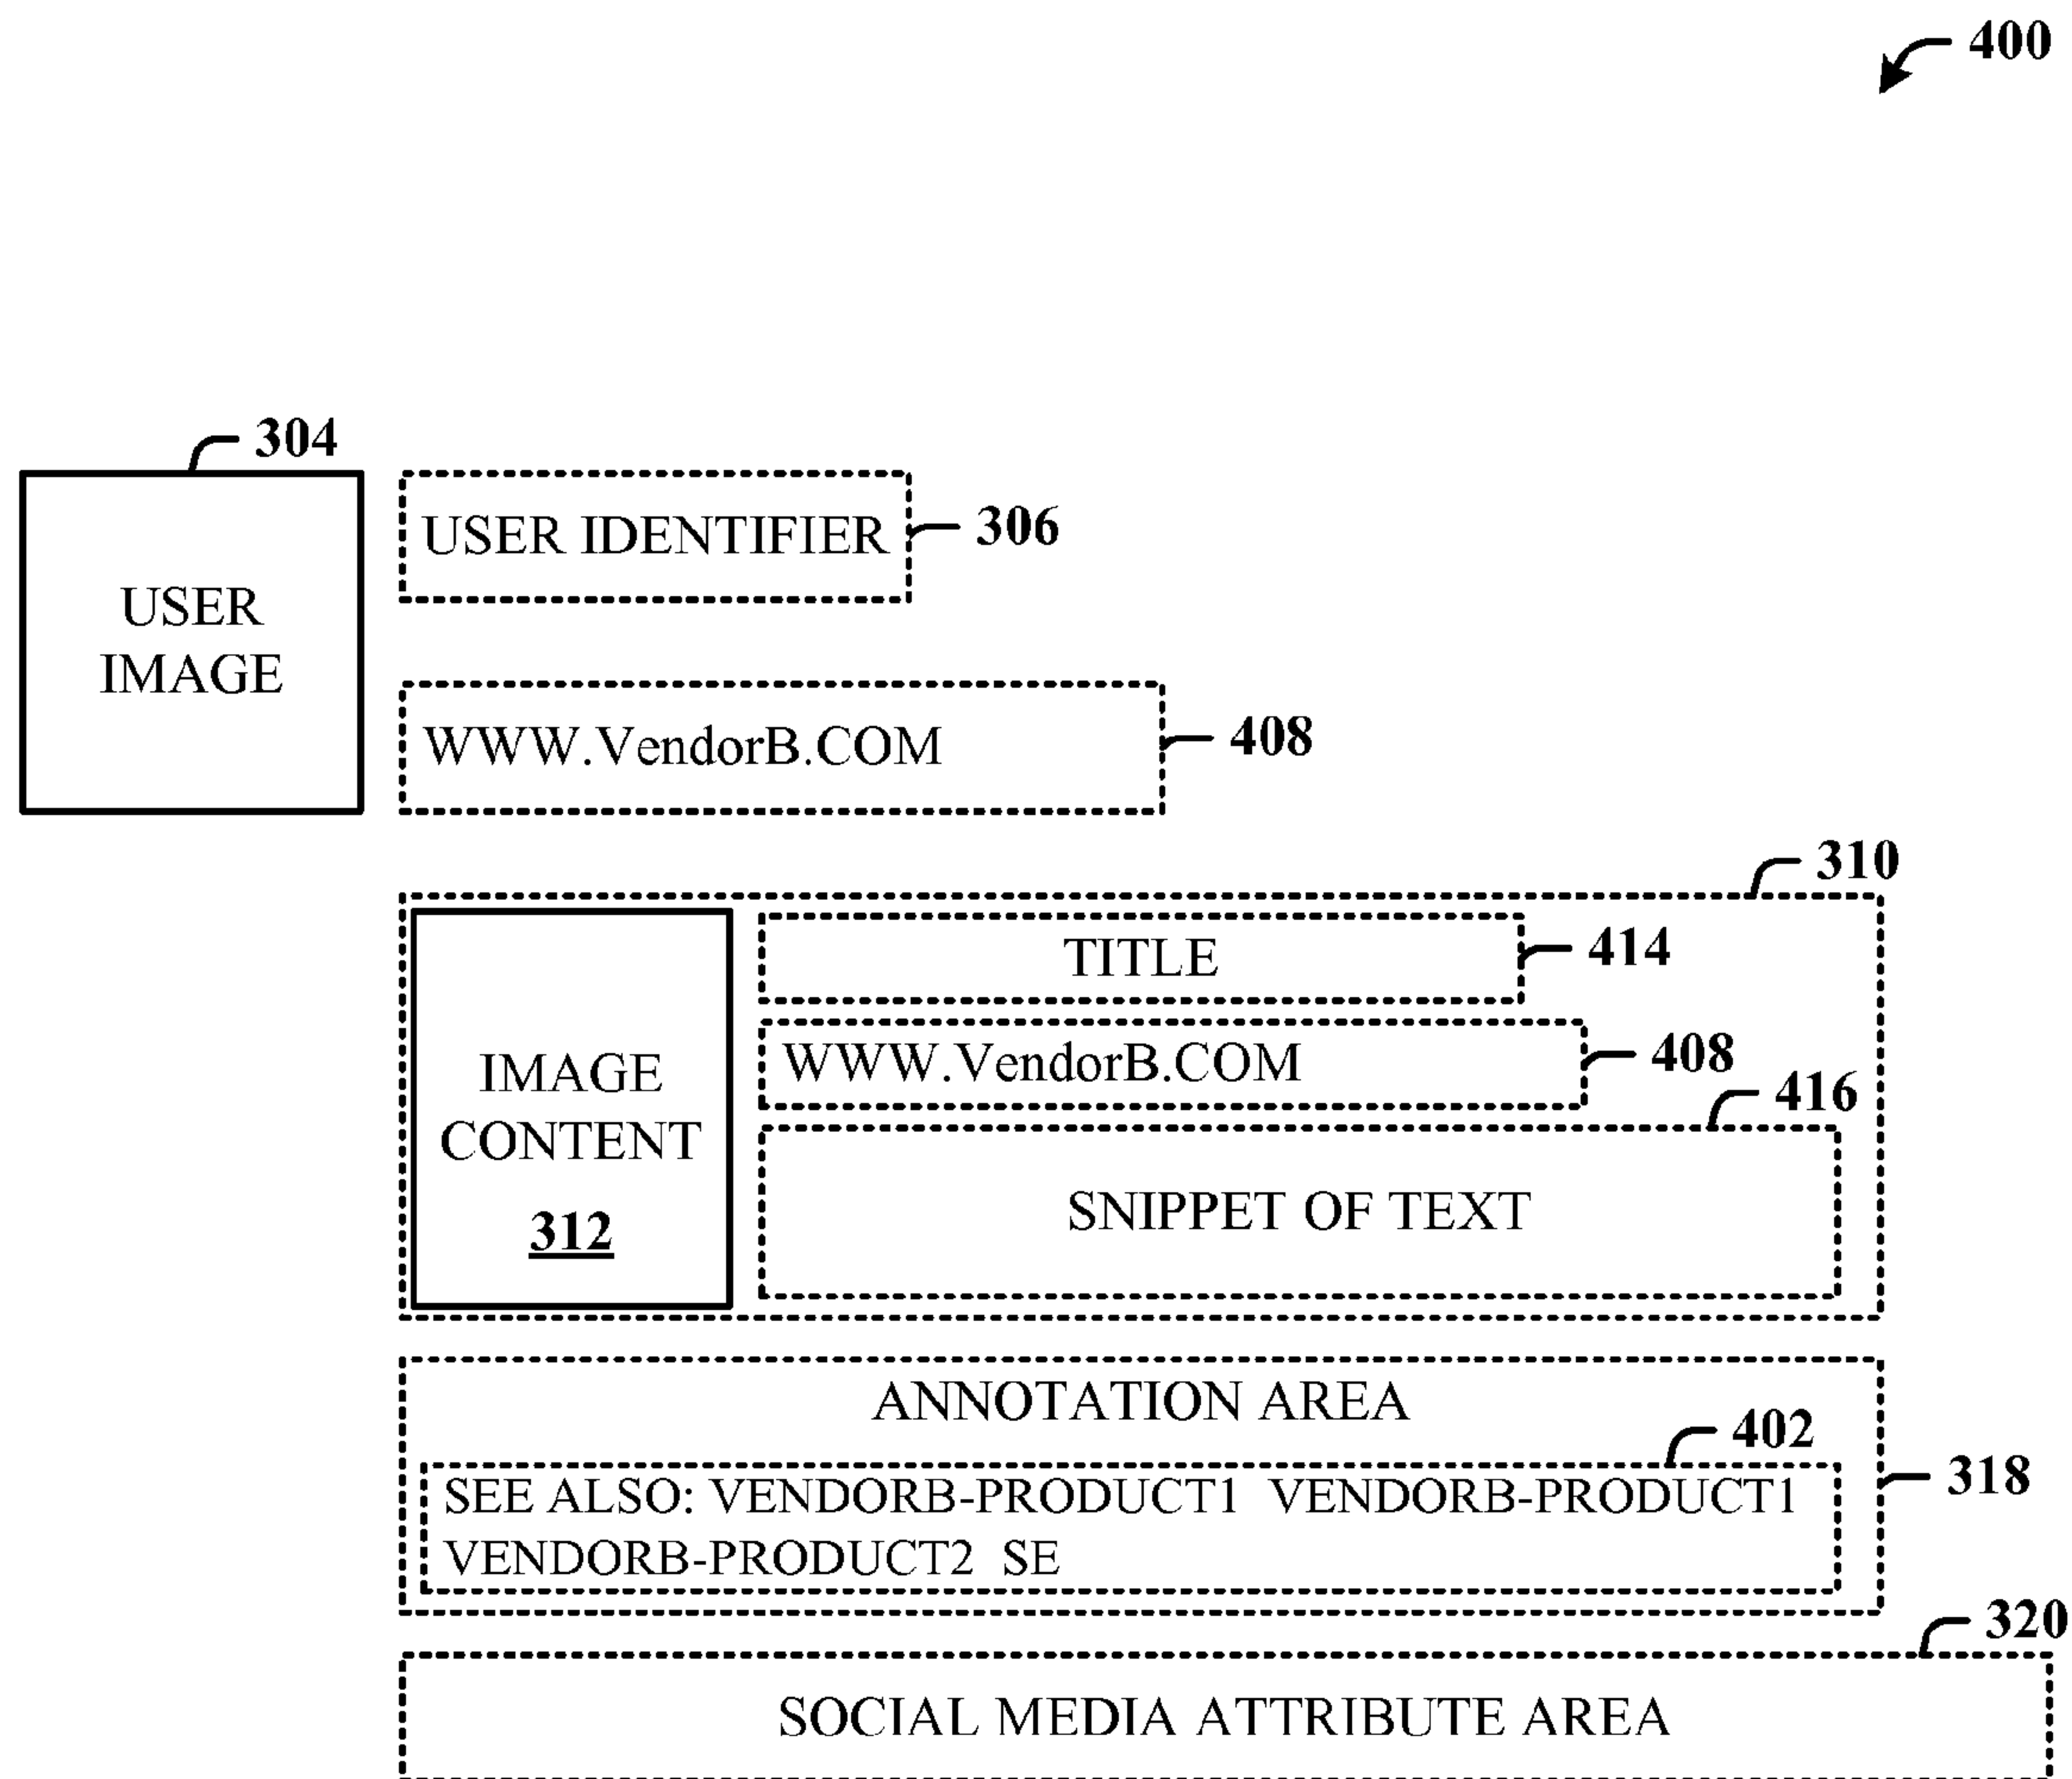 400
304
USER IDENTIFIER
306
USER
IMAGE
WWW.VendorB.COM
408
310
TITLE
414
WWW.VendorB.COM
408
416
IMAGE
CONTENT
312
SNIPPET OF TEXT
ANNOTATION AREA
402
SEE ALSO: VENDORB-PRODUCT1 VENDORB-PRODUCT1
318
VENDORB-PRODUCT2 SE
320
SOCIAL MEDIA ATTRIBUTE AREA